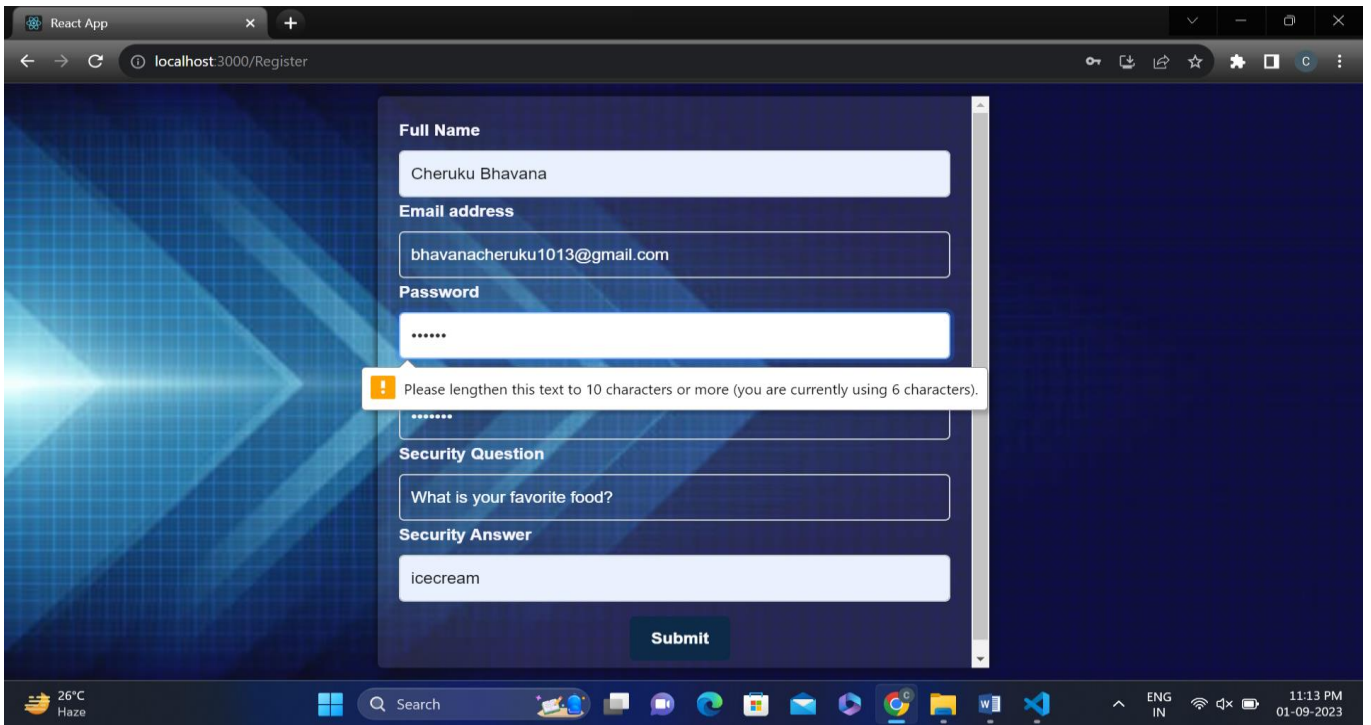 React App
localhost:3000/Register
C
Full Name
Cheruku Bhavana
Email address
bhavanacheruku1013@gmail.com
Password
••••••
Please lengthen this text to 10 characters or more (you are currently using 6 characters).
•••••••
Security Question
What is your favorite food?
Security Answer
icecream
Submit
26°C
Haze
Search
ENG
IN
11:13 PM
01-09-2023